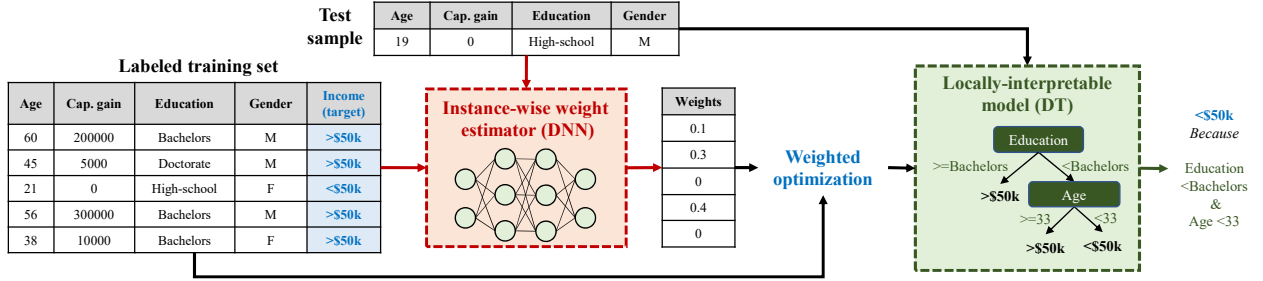 Test
sample
Age Cap. gain Education Gender
19 0 High-school M
Labeled training set
Age Cap. gain Education Gender Income
(target)
60 200000 Bachelors M >$50k
45 5000 Doctorate M >$50k
21 0 High-school F <$50k
56 300000 Bachelors M >$50k
38 10000 Bachelors F >$50k
Instance-wise weight
estimator (DNN)
Weights
0.1
0.3
0
0.4
0
Weighted
optimization
Locally-interpretable
model (DT)
Education
>=Bachelors <Bachelors
>$50k
Age
>=33 <33
>$50k <$50k
<$50k
Because
Education
<Bachelors
&
Age <33